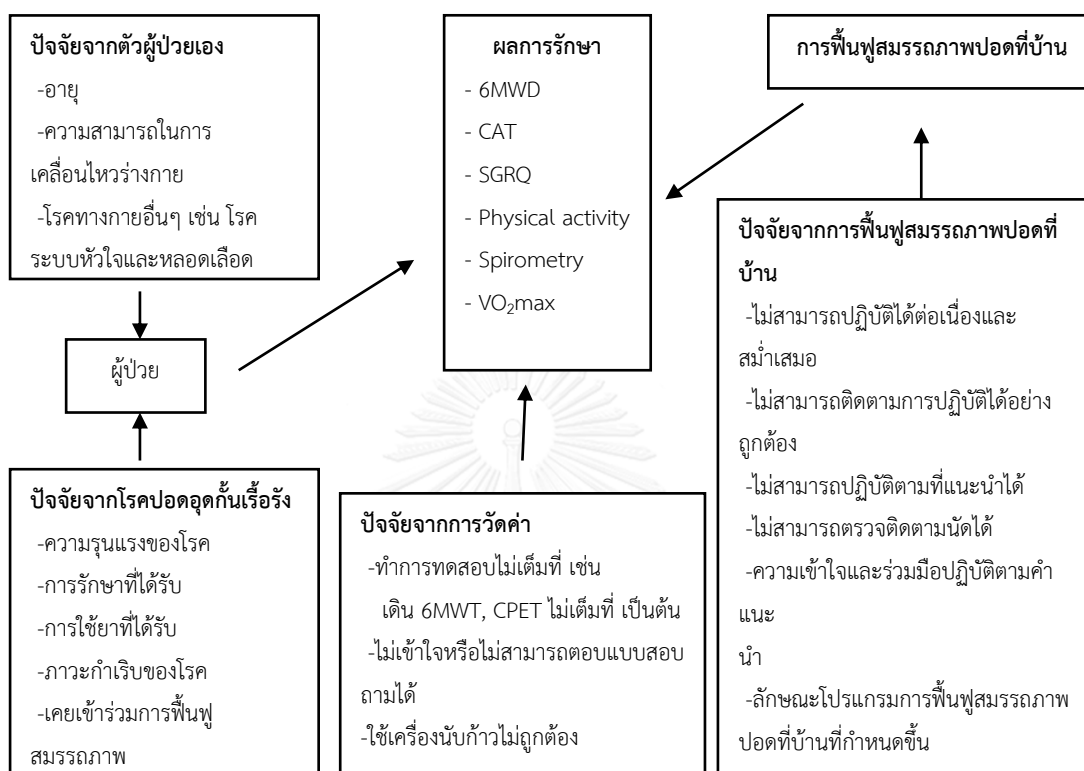 ปัจจัยจากตัวผู้ป่วยเอง
-อายุ
-ความสามารถในการ
เคลื่อนไหวร่างกาย
-โรคทางกายอื่นๆ เช่น โรค
ระบบหัวใจและหลอดเลือด
ผู้ป่วย
ปัจจัยจากโรคปอดอุดกั้นเรื้อรัง
-ความรุนแรงของโรค
-การรักษาที่ได้รับ
-การใช้ยาที่ได้รับ
-ภาวะกำเริบของโรค
-เคยเข้าร่วมการฟื้นฟู
สมรรถภาพ
ผลการรักษา
- 6MWD
- CAT
- SGRQ
- Physical activity
- Spirometry
- VO₂max
ปัจจัยจากการวัดค่า
-ทำการทดสอบไม่เต็มที่ เช่น
เดิน 6MWT, CPET ไม่เต็มที่ เป็นต้น
-ไม่เข้าใจหรือไม่สามารถตอบแบบสอบ
ถามได้
-ใช้เครื่องนับก้าวไม่ถูกต้อง
การฟื้นฟูสมรรถภาพปอดที่บ้าน
ปัจจัยจากการฟื้นฟูสมรรถภาพปอดที่
บ้าน
-ไม่สามารถปฏิบัติได้ต่อเนื่องและ
สม่ำเสมอ
-ไม่สามารถติดตามการปฏิบัติได้อย่าง
ถูกต้อง
-ไม่สามารถปฏิบัติตามที่แนะนำได้
-ไม่สามารถตรวจติดตามนัดได้
-ความเข้าใจและร่วมมือปฏิบัติตามคำ
แนะ
นำ
-ลักษณะโปรแกรมการฟื้นฟูสมรรถภาพ
ปอดที่บ้านที่กำหนดขึ้น